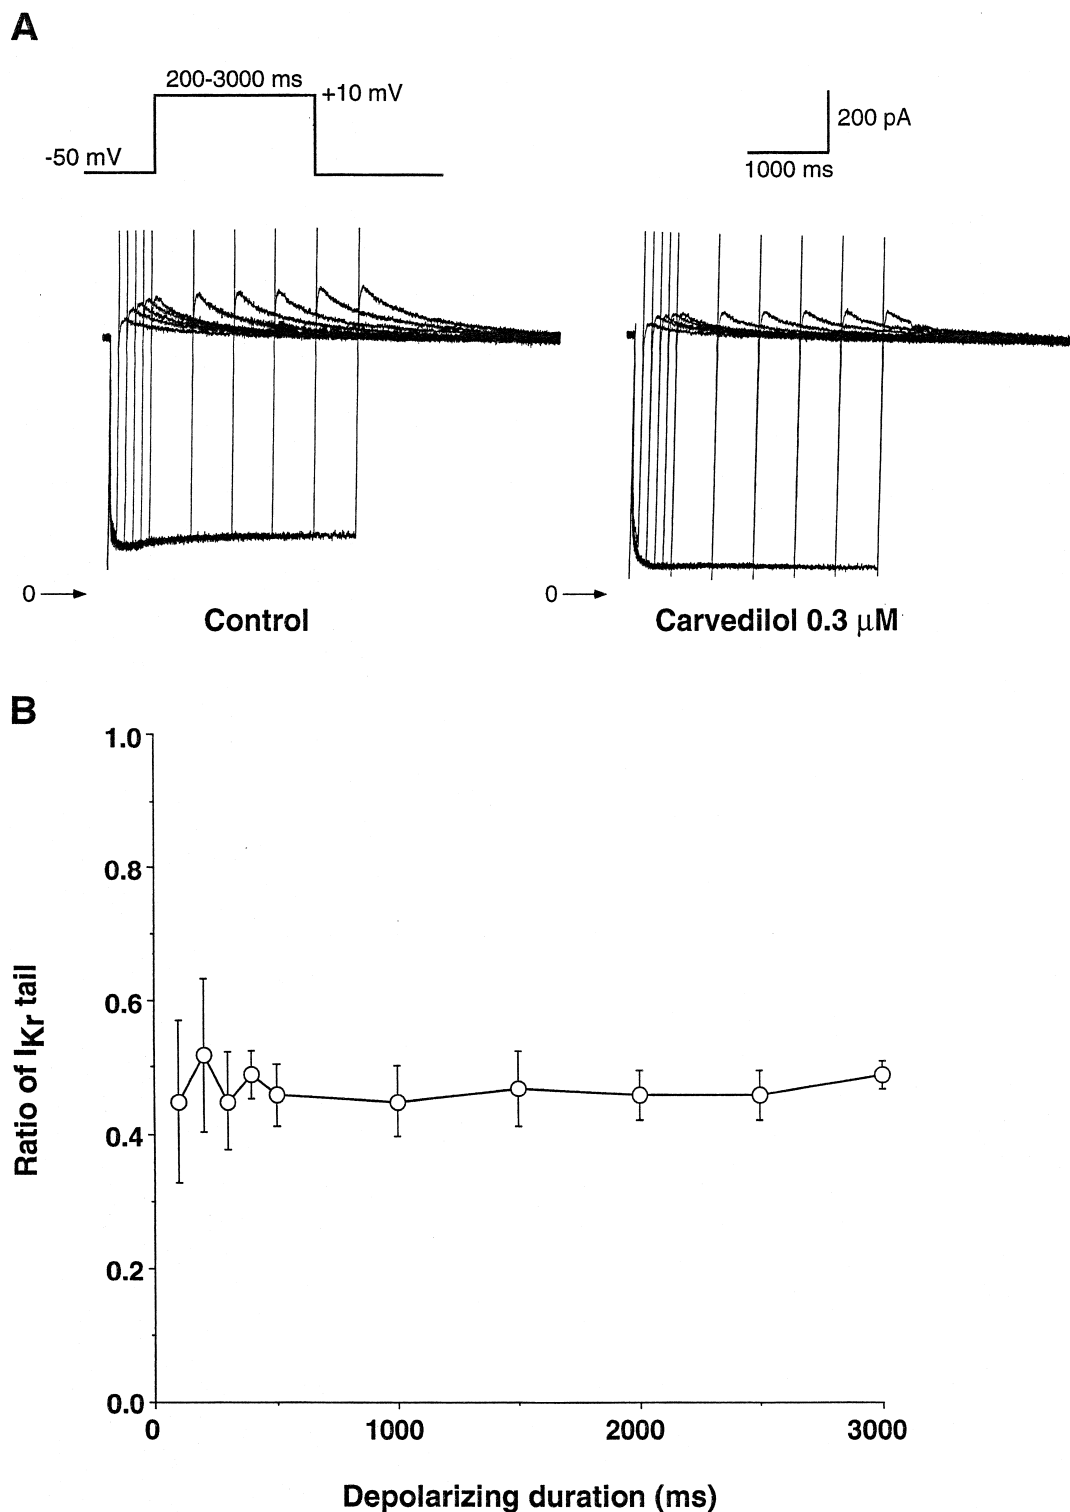 A
200-3000 ms
+10 mV
-50 mV
200 pA
1000 ms
0
0
Control
Carvedilol 0.3 μM
B
1.0
0.8
0.6
0.4
0.2
0.0
Ratio of IKr tail
0
1000
2000
3000
Depolarizing duration (ms)